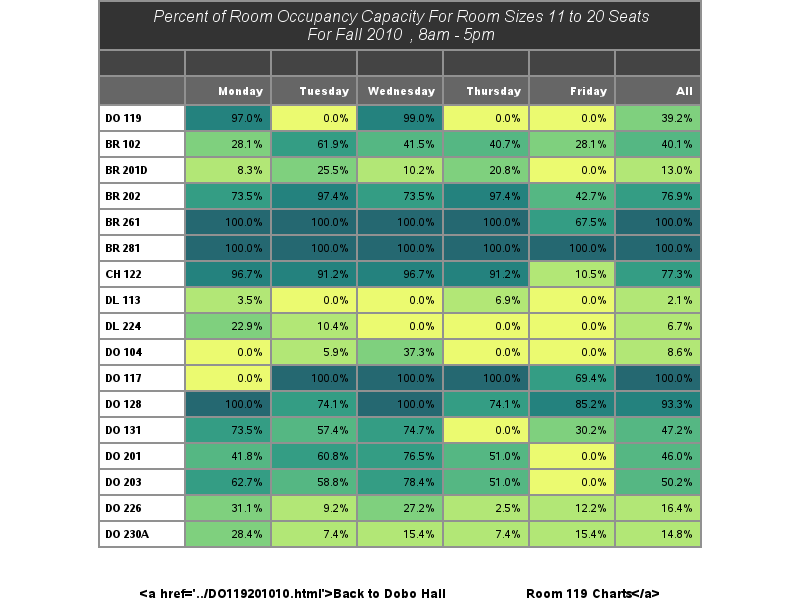 Percent of Room Occupancy Capacity For Room Sizes 11 to 20 Seats
For Fall 2010 , 8am - 5pm
Monday Tuesday Wednesday Thursday Friday All
DO 119 97.0% 0.0% 99.0% 0.0% 0.0% 39.2%
BR 102 28.1% 61.9% 41.5% 40.7% 28.1% 40.1%
BR 201D 8.3% 25.5% 10.2% 20.8% 0.0% 13.0%
BR 202 73.5% 97.4% 73.5% 97.4% 42.7% 76.9%
BR 261 100.0% 100.0% 100.0% 100.0% 67.5% 100.0%
BR 281 100.0% 100.0% 100.0% 100.0% 100.0% 100.0%
CH 122 96.7% 91.2% 96.7% 91.2% 10.5% 77.3%
DL 113 3.5% 0.0% 0.0% 6.9% 0.0% 2.1%
DL 224 22.9% 10.4% 0.0% 0.0% 0.0% 6.7%
DO 104 0.0% 5.9% 37.3% 0.0% 0.0% 8.6%
DO 117 0.0% 100.0% 100.0% 100.0% 69.4% 100.0%
DO 128 100.0% 74.1% 100.0% 74.1% 85.2% 93.3%
DO 131 73.5% 57.4% 74.7% 0.0% 30.2% 47.2%
DO 201 41.8% 60.8% 76.5% 51.0% 0.0% 46.0%
DO 203 62.7% 58.8% 78.4% 51.0% 0.0% 50.2%
DO 226 31.1% 9.2% 27.2% 2.5% 12.2% 16.4%
DO 230A 28.4% 7.4% 15.4% 7.4% 15.4% 14.8%
<a href='../DO119201010.html'>Back to Dobo Hall Room 119 Charts</a>